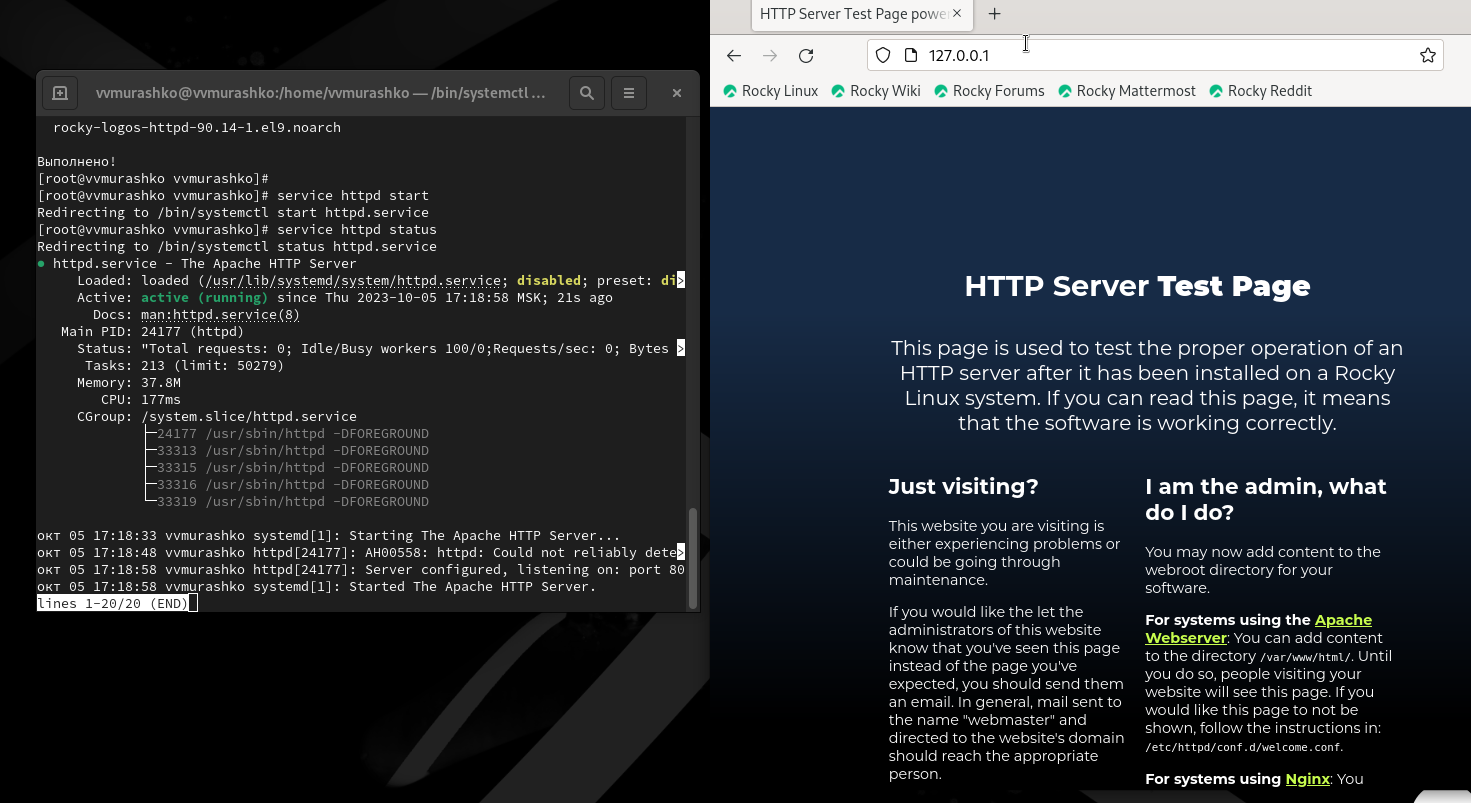 vvmurashko@vvmurashko:/home/vvmurashko — /bin/systemctl ...
rocky-logos-httpd-90.14-1.el9.noarch
Выполнено!
[root@vvmurashko vvmurashko]#
[root@vvmurashko vvmurashko]# service httpd start
Redirecting to /bin/systemctl start httpd.service
[root@vvmurashko vvmurashko]# service httpd status
Redirecting to /bin/systemctl status httpd.service
● httpd.service - The Apache HTTP Server
Loaded: loaded (/usr/lib/systemd/system/httpd.service; disabled; preset: di>
Active: active (running) since Thu 2023-10-05 17:18:58 MSK; 21s ago
Docs: man:httpd.service(8)
Main PID: 24177 (httpd)
Status: "Total requests: 0; Idle/Busy workers 100/0;Requests/sec: 0; Bytes >
Tasks: 213 (limit: 50279)
Memory: 37.8M
CPU: 177ms
CGroup: /system.slice/httpd.service
├─24177 /usr/sbin/httpd -DFOREGROUND
├─33313 /usr/sbin/httpd -DFOREGROUND
├─33315 /usr/sbin/httpd -DFOREGROUND
├─33316 /usr/sbin/httpd -DFOREGROUND
└─33319 /usr/sbin/httpd -DFOREGROUND
окт 05 17:18:33 vvmurashko systemd[1]: Starting The Apache HTTP Server...
окт 05 17:18:48 vvmurashko httpd[24177]: AH00558: httpd: Could not reliably dete>
окт 05 17:18:58 vvmurashko httpd[24177]: Server configured, listening on: port 80
окт 05 17:18:58 vvmurashko systemd[1]: Started The Apache HTTP Server.
lines 1-20/20 (END)
HTTP Server Test Page powe
127.0.0.1
Rocky Linux Rocky Wiki Rocky Forums Rocky Mattermost Rocky Reddit
HTTP Server Test Page
This page is used to test the proper operation of an
HTTP server after it has been installed on a Rocky
Linux system. If you can read this page, it means
that the software is working correctly.
Just visiting?
This website you are visiting is
either experiencing problems or
could be going through
maintenance.
If you would like the let the
administrators of this website
know that you've seen this page
instead of the page you've
expected, you should send them
an email. In general, mail sent to
the name "webmaster" and
directed to the website's domain
should reach the appropriate
person.
I am the admin, what
do I do?
You may now add content to the
webroot directory for your
software.
For systems using the Apache
Webserver: You can add content
to the directory /var/www/html/. Until
you do so, people visiting your
website will see this page. If you
would like this page to not be
shown, follow the instructions in:
/etc/httpd/conf.d/welcome.conf.
For systems using Nginx: You